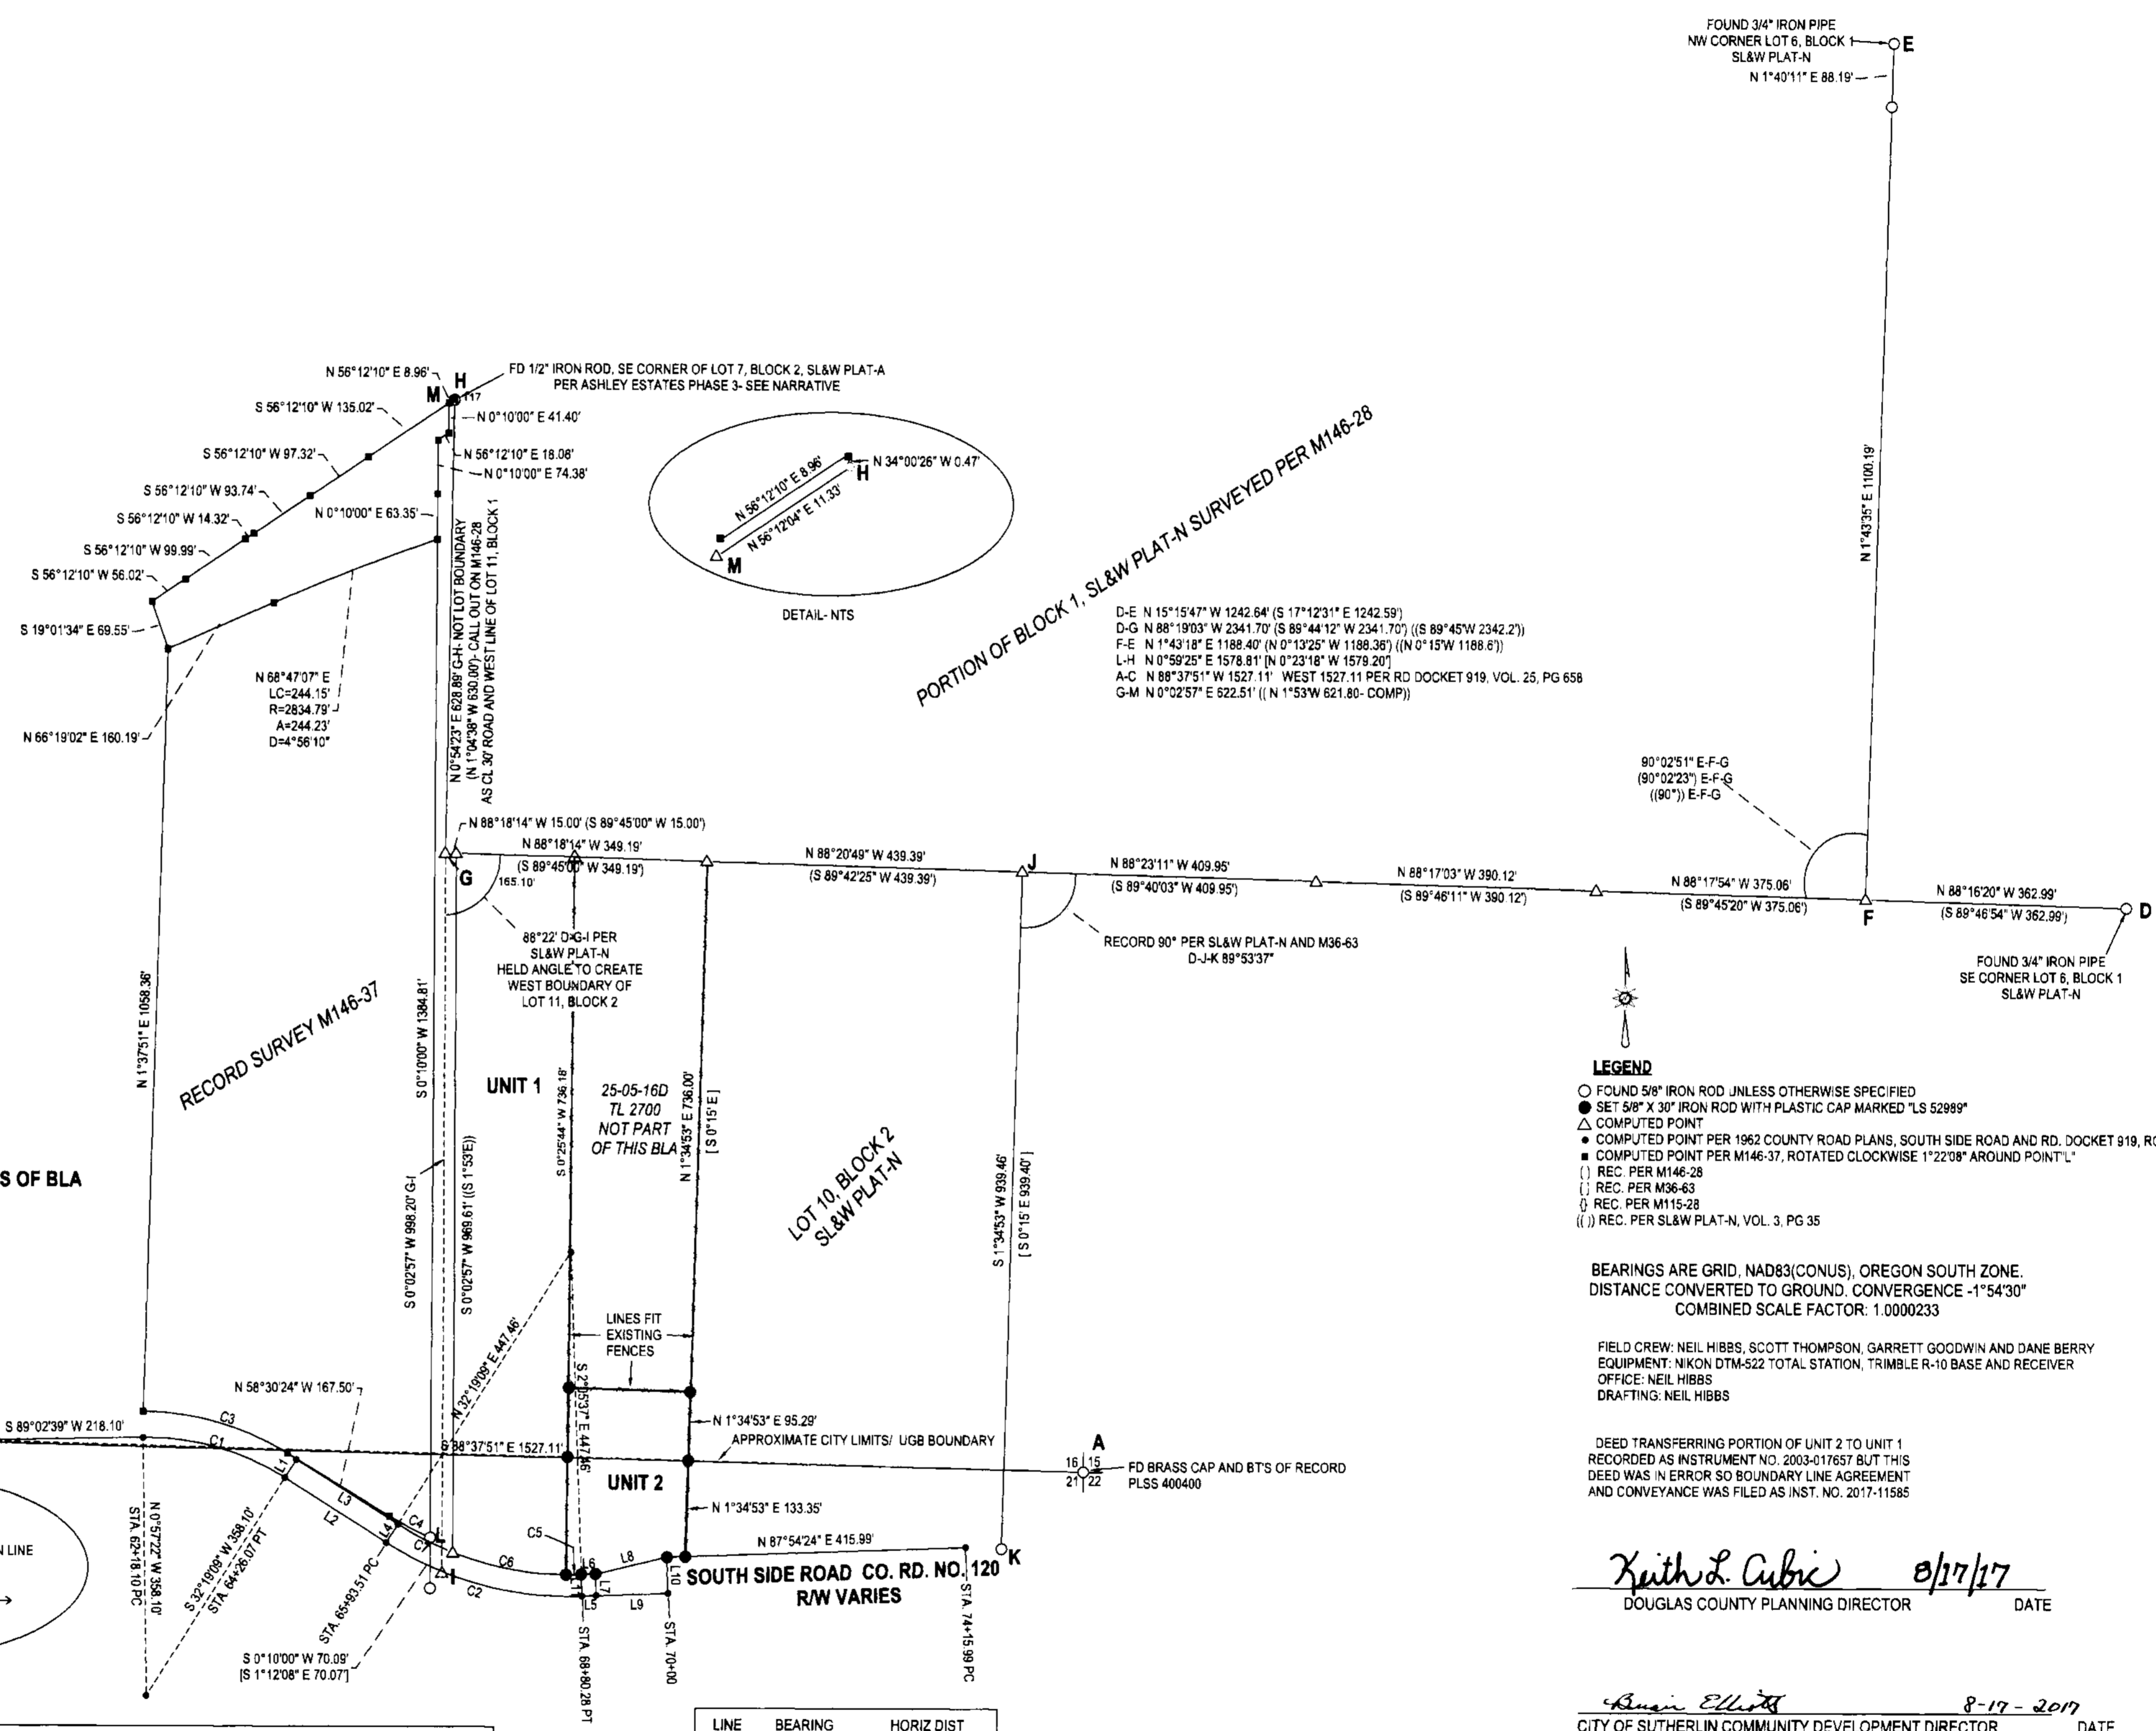 FOUND 3/4" IRON PIPE
NW CORNER LOT 6, BLOCK 1
SL&W PLAT-N
E
N 1°40'11" E 88.19'
N 1°43'35" E 1100.19'
N 56°12'10" E 8.96'
H
M
FD 1/2" IRON ROD, SE CORNER OF LOT 7, BLOCK 2, SL&W PLAT-A
PER ASHLEY ESTATES PHASE 3- SEE NARRATIVE
S 56°12'10" W 135.02'
N 0°10'00" E 41.40'
S 56°12'10" W 97.32'
N 56°12'10" E 18.06'
N 0°10'00" E 74.38'
S 56°12'10" W 93.74'
N 0°10'00" E 63.35'
S 56°12'10" W 14.32'
S 56°12'10" W 99.99'
S 56°12'10" W 56.02'
S 19°01'34" E 69.55'
N 68°47'07" E
LC=244.15'
R=2834.79'
A=244.23'
D=4°56'10"
N 66°19'02" E 160.19'
N 0°54'23" E 628.89' G-H- NOT LOT BOUNDARY
(N 1°04'38" W 630.00')- CALL OUT ON M146-28
AS CL 30' ROAD AND WEST LINE OF LOT 11, BLOCK 1
N 56°12'10" E 8.96'
N 34°00'26" W 0.47'
H
N 56°12'04" E 11.33'
M
DETAIL- NTS
PORTION OF BLOCK 1, SL&W PLAT-N SURVEYED PER M146-28
D-E N 15°15'47" W 1242.64' (S 17°12'31" E 1242.59')
D-G N 88°19'03" W 2341.70' (S 89°44'12" W 2341.70') ((S 89°45'W 2342.2'))
F-E N 1°43'18" E 1188.40' (N 0°13'25" W 1188.36') ((N 0°15'W 1188.6'))
L-H N 0°59'25" E 1578.81' [N 0°23'18" W 1579.20']
A-C N 88°37'51" W 1527.11' WEST 1527.11 PER RD DOCKET 919, VOL. 25, PG 658
G-M N 0°02'57" E 622.51' (( N 1°53'W 621.80- COMP))
90°02'51" E-F-G
(90°02'23") E-F-G
((90°)) E-F-G
N 88°18'14" W 15.00' (S 89°45'00" W 15.00')
N 88°18'14" W 349.19'
(S 89°45'00" W 349.19')
G
165.10'
N 88°20'49" W 439.39'
(S 89°42'25" W 439.39')
J
N 88°23'11" W 409.95'
(S 89°40'03" W 409.95')
N 88°17'03" W 390.12'
(S 89°46'11" W 390.12')
N 88°17'54" W 375.06'
(S 89°45'20" W 375.06')
F
N 88°16'20" W 362.99'
(S 89°46'54" W 362.99')
D
88°22' D-G-I PER
SL&W PLAT-N
HELD ANGLE TO CREATE
WEST BOUNDARY OF
LOT 11, BLOCK 2
RECORD 90° PER SL&W PLAT-N AND M36-63
D-J-K 89°53'37"
FOUND 3/4" IRON PIPE
SE CORNER LOT 6, BLOCK 1
SL&W PLAT-N
N 1°37'51" E 1058.36'
RECORD SURVEY M146-37
S 0°10'00" W 1384.81'
S 0°02'57" W 998.20' G-I
S 0°02'57" W 969.61' ((S 1°53'E))
UNIT 1
S 0°25'44" W 736.18'
25-05-16D
TL 2700
NOT PART
OF THIS BLA
N 1°34'53" E 736.00'
[S 0°15' E]
LOT 10, BLOCK 2
SL&W PLAT-N
S 1°34'53" W 939.46'
[S 0°15' E 939.40']
S OF BLA
LEGEND
FOUND 5/8" IRON ROD UNLESS OTHERWISE SPECIFIED
SET 5/8" X 30" IRON ROD WITH PLASTIC CAP MARKED "LS 52989"
COMPUTED POINT
COMPUTED POINT PER 1962 COUNTY ROAD PLANS, SOUTH SIDE ROAD AND RD. DOCKET 919,
COMPUTED POINT PER M146-37, ROTATED CLOCKWISE 1°22'08" AROUND POINT"L"
( ) REC. PER M146-28
[ ] REC. PER M36-63
{} REC. PER M115-28
(( )) REC. PER SL&W PLAT-N, VOL. 3, PG 35
BEARINGS ARE GRID, NAD83(CONUS), OREGON SOUTH ZONE.
DISTANCE CONVERTED TO GROUND. CONVERGENCE -1°54'30"
COMBINED SCALE FACTOR: 1.0000233
LINES FIT
EXISTING
FENCES
N 32°19'09" E 447.46'
S 2°05'37" E 447.46'
FIELD CREW: NEIL HIBBS, SCOTT THOMPSON, GARRETT GOODWIN AND DANE BERRY
EQUIPMENT: NIKON DTM-522 TOTAL STATION, TRIMBLE R-10 BASE AND RECEIVER
OFFICE: NEIL HIBBS
DRAFTING: NEIL HIBBS
N 58°30'24" W 167.50'
S 89°02'39" W 218.10'
C3
C1
S 88°37'51" E 1527.11'
N 1°34'53" E 95.29'
APPROXIMATE CITY LIMITS/ UGB BOUNDARY
A
16 15
21 22
FD BRASS CAP AND BT'S OF RECORD
PLSS 400400
UNIT 2
N 1°34'53" E 133.35'
DEED TRANSFERRING PORTION OF UNIT 2 TO UNIT 1
RECORDED AS INSTRUMENT NO. 2003-017657 BUT THIS
DEED WAS IN ERROR SO BOUNDARY LINE AGREEMENT
AND CONVEYANCE WAS FILED AS INST. NO. 2017-11585
L1
L3
L2
L4
C4
C7
L
I
C6
C2
C5
L6
L8
L7
L5
L9
L10
N 87°54'24" E 415.99'
K
SOUTH SIDE ROAD CO. RD. NO. 120
R/W VARIES
N LINE
N 0°57'22" W 358.10'
STA. 62+18.10 PC
S 32°19'09" W 358.10'
STA. 64+26.07 PT
STA. 65+93.51 PC
STA. 68+80.28 PT
STA. 70+00
STA. 74+15.99 PC
S 0°10'00" W 70.09'
[S 1°12'08" E 70.07']
Keith L. Cubic 8/17/17
DOUGLAS COUNTY PLANNING DIRECTOR DATE
Brian Elliott 8-17-2017
CITY OF SUTHERLIN COMMUNITY DEVELOPMENT DIRECTOR DATE
LINE BEARING HORIZ DIST